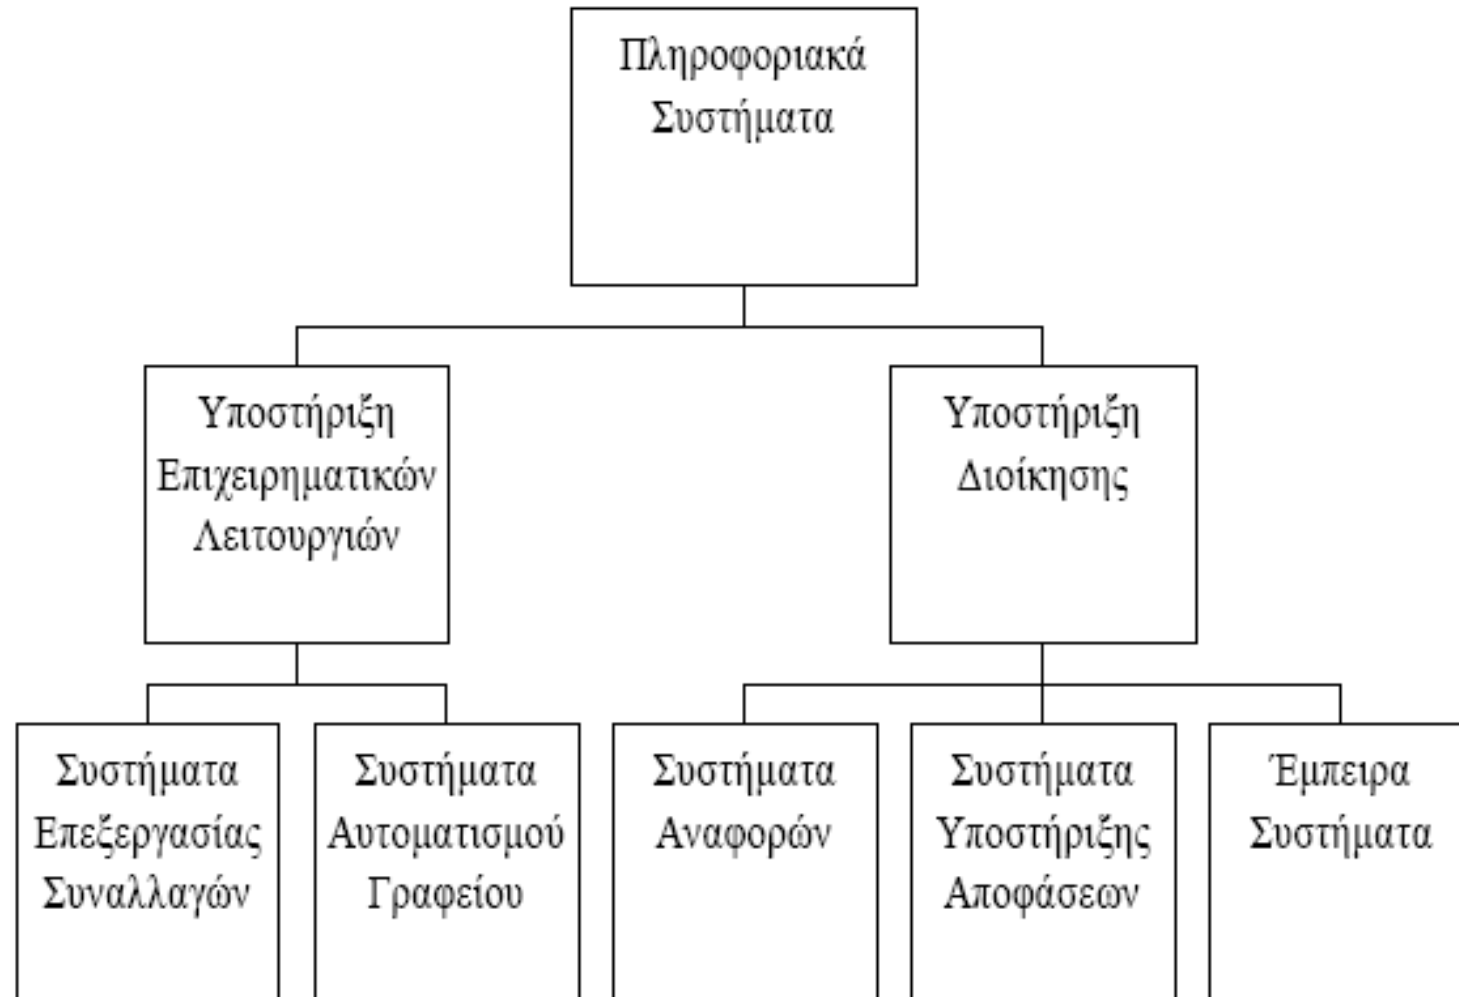 Πληροφοριακά
Συστήματα
Υποστήριξη
Επιχειρηματικών
Λειτουργιών
Υποστήριξη
Διοίκησης
Συστήματα
Επεξεργασίας
Συναλλαγών
Συστήματα
Αυτοματισμού
Γραφείου
Συστήματα
Αναφορών
Συστήματα
Υποστήριξης
Αποφάσεων
Έμπειρα
Συστήματα